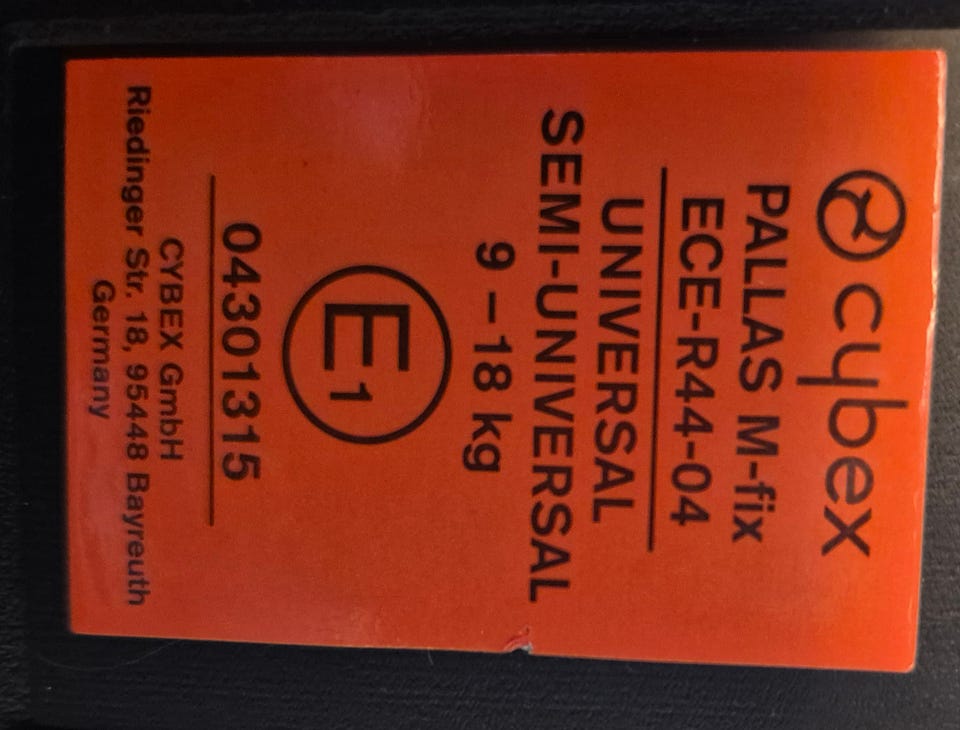 cybex
PALLAS M-fix
ECE-R44-04
UNIVERSAL
SEMI-UNIVERSAL
9 – 18 kg
E1
04301315
CYBEX GmbH
Riedinger Str. 18, 95448 Bayreuth
Germany